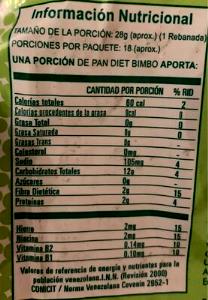 Información Nutricional
TAMAÑO DE LA PORCIÓN: 28g (aprox.) (1 Rebanada)
PORCIONES POR PAQUETE: 18 (aprox.)
UNA PORCIÓN DE PAN DIET BIMBO APORTA:
CANTIDAD POR PORCIÓN % RID
Calorías totales 60 cal 2
Calorías procedentes de la grasa 0cal 0
Grasa Total 0g 0
Grasa Saturada 0g 0
Grasas Trans 0g -
Colesterol 0mg -
Sodio 105mg 4
Carbohidratos Totales 12g 4
Azúcares 0g -
Fibra Dietética 2g 15
Proteínas 2g 4
Hierro 2mg 15
Niacina 2mg 15
Vitamina B2 0,14mg 10
Vitamina B1 0,10mg 10
Valores de referencia de energía y nutrientes para la
población venezolana I.N.N. (Revisión 2000)
CONICIT / Norma Venezolana Covenin 2952-1